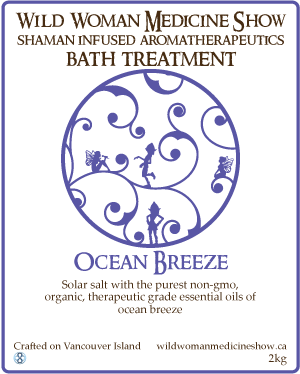 Wild Woman Medicine Show
shaman infused aromatherapeutics
bath treatment
Ocean Breeze
Solar salt with the purest non-gmo,
organic, therapeutic grade essential oils of
ocean breeze
Crafted on Vancouver Island wildwomanmedicineshow.ca
2kg